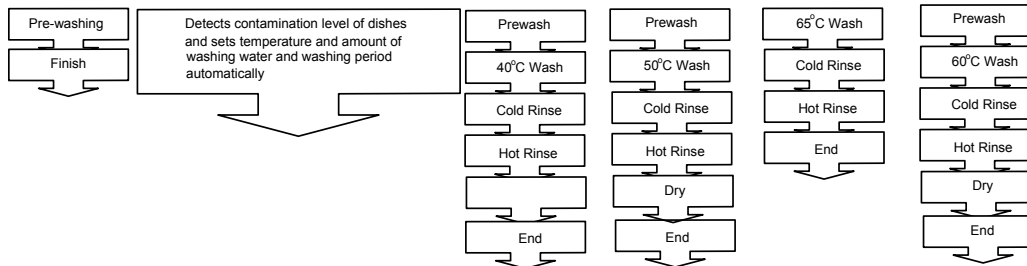 Pre-washing
Finish
Detects contamination level of dishes
and sets temperature and amount of
washing water and washing period
automatically
Prewash
40°C Wash
Cold Rinse
Hot Rinse
End
Prewash
50°C Wash
Cold Rinse
Hot Rinse
Dry
End
65°C Wash
Cold Rinse
Hot Rinse
End
Prewash
60°C Wash
Cold Rinse
Hot Rinse
Dry
End